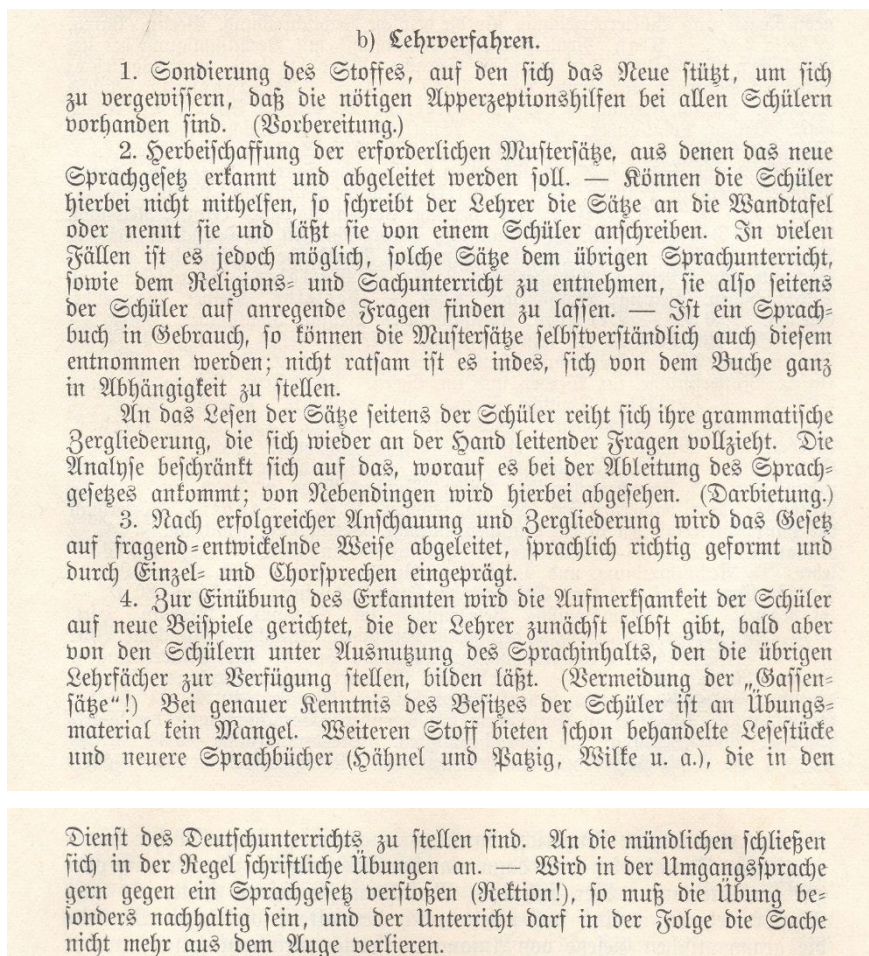 b) Lehrverfahren.
1. Sondierung des Stoffes, auf den sich das Neue stützt, um sich
zu vergewissern, daß die nötigen Apperzeptionshilfen bei allen Schülern
vorhanden sind. (Vorbereitung.)
2. Herbeischaffung der erforderlichen Mustersätze, aus denen das neue
Sprachgesetz erkannt und abgeleitet werden soll. — Können die Schüler
hierbei nicht mithelfen, so schreibt der Lehrer die Sätze an die Wandtafel
oder nennt sie und läßt sie von einem Schüler anschreiben. In vielen
Fällen ist es jedoch möglich, solche Sätze dem übrigen Sprachunterricht,
sowie dem Religions- und Sachunterricht zu entnehmen, sie also seitens
der Schüler auf anregende Fragen finden zu lassen. — Ist ein Sprach-
buch in Gebrauch, so können die Mustersätze selbstverständlich auch diesem
entnommen werden; nicht ratsam ist es indes, sich von dem Buche ganz
in Abhängigkeit zu stellen.
An das Lesen der Sätze seitens der Schüler reiht sich ihre grammatische
Zergliederung, die sich wieder an der Hand leitender Fragen vollzieht. Die
Analyse beschränkt sich auf das, worauf es bei der Ableitung des Sprach-
gesetzes ankommt; von Nebendingen wird hierbei abgesehen. (Darbietung.)
3. Nach erfolgreicher Anschauung und Zergliederung wird das Gesetz
auf fragend-entwickelnde Weise abgeleitet, sprachlich richtig geformt und
durch Einzel- und Chorsprechen eingeprägt.
4. Zur Einübung des Erkannten wird die Aufmerksamkeit der Schüler
auf neue Beispiele gerichtet, die der Lehrer zunächst selbst gibt, bald aber
von den Schülern unter Ausnutzung des Sprachinhalts, den die übrigen
Lehrfächer zur Verfügung stellen, bilden läßt. (Vermeidung der „Gassen-
sätze“!) Bei genauer Kenntnis des Besitzes der Schüler ist an Übungs-
material kein Mangel. Weiteren Stoff bieten schon behandelte Lesestücke
und neuere Sprachbücher (Hähnel und Patzig, Wilke u. a.), die in den
Dienst des Deutschunterrichts zu stellen sind. An die mündlichen schließen
sich in der Regel schriftliche Übungen an. — Wird in der Umgangssprache
gern gegen ein Sprachgesetz verstoßen (Rektion!), so muß die Übung be-
sonders nachhaltig sein, und der Unterricht darf in der Folge die Sache
nicht mehr aus dem Auge verlieren.